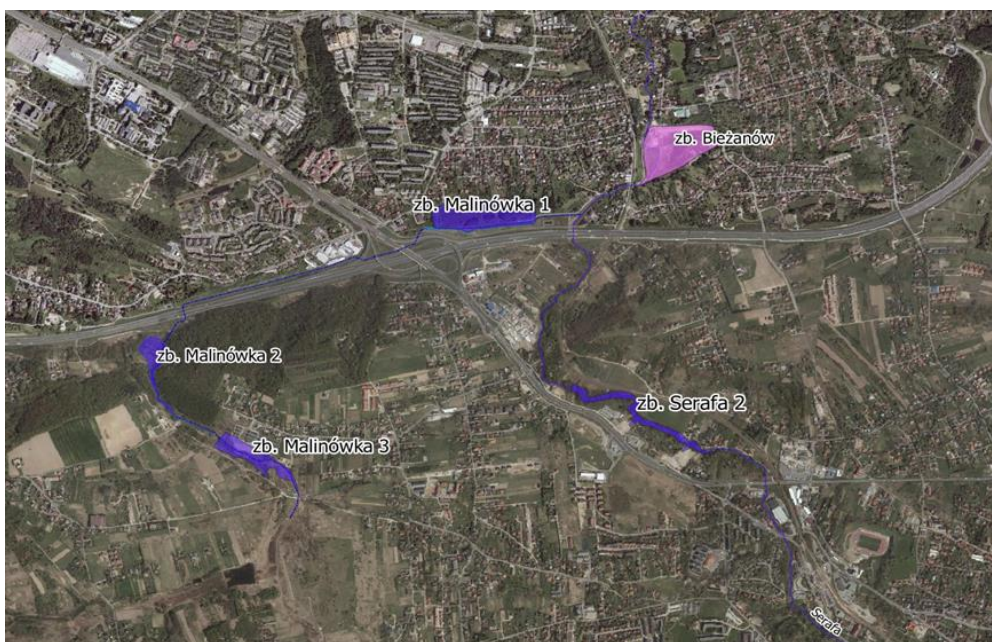 zb. Bieżanów
zb. Malinówka 1
zb. Malinówka 2
zb. Serafa 2
zb. Malinówka 3
Serafa